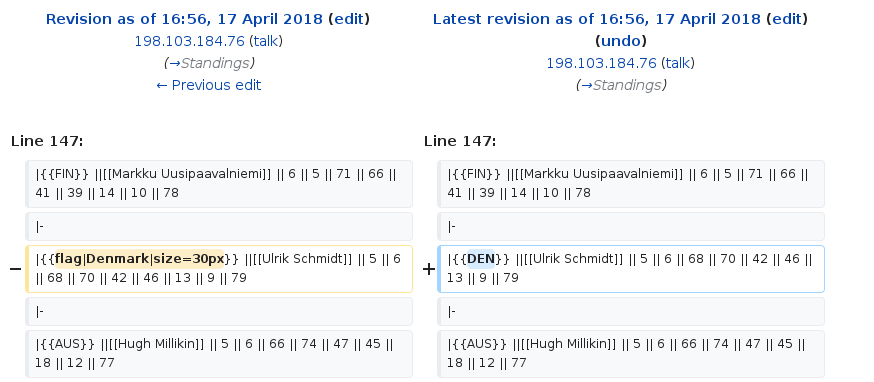 Revision as of 16:56, 17 April 2018 (edit)
198.103.184.76 (talk)
(→Standings)
← Previous edit
Latest revision as of 16:56, 17 April 2018 (edit)
(undo)
198.103.184.76 (talk)
(→Standings)
Line 147:
Line 147:
|{{FIN}} ||[[Markku Uusipaavalniemi]] || 6 || 5 || 71 || 66 ||
41 || 39 || 14 || 10 || 78
|{{FIN}} ||[[Markku Uusipaavalniemi]] || 6 || 5 || 71 || 66 ||
41 || 39 || 14 || 10 || 78
|-
|-
− |{{flag|Denmark|size=30px}} ||[[Ulrik Schmidt]] || 5 || 6
|| 68 || 70 || 42 || 46 || 13 || 9 || 79
+ |{{DEN}} ||[[Ulrik Schmidt]] || 5 || 6 || 68 || 70 || 42 || 46 ||
13 || 9 || 79
|-
|-
|{{AUS}} ||[[Hugh Millikin]] || 5 || 6 || 66 || 74 || 47 || 45 ||
18 || 12 || 77
|{{AUS}} ||[[Hugh Millikin]] || 5 || 6 || 66 || 74 || 47 || 45 ||
18 || 12 || 77